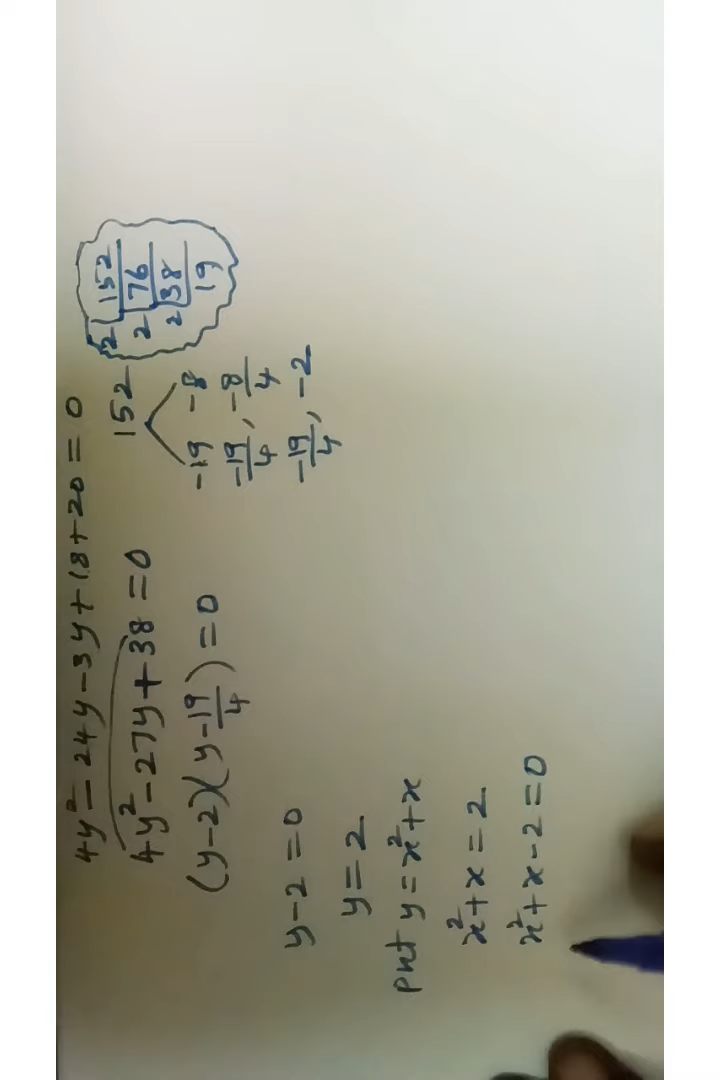 4y² - 24y - 3y + 18 + 20 = 0
4y² - 27y + 38 = 0
(y-2)(y-19/4) = 0
y - 2 = 0
y = 2
put y = x² + x
x² + x = 2
x² + x - 2 = 0
152
-19 -8
-19/4, -8/4
-19/4, -2
2 | 152
2 | 76
2 | 38
19